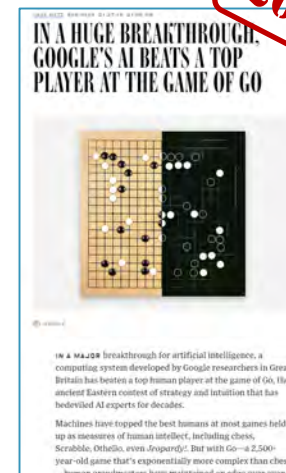 IN A HUGE BREAKTHROUGH,
GOOGLE'S AI BEATS A TOP
PLAYER AT THE GAME OF GO
IN A MAJOR breakthrough for artificial intelligence, a
computing system developed by Google researchers in Great
Britain has beaten a top human player at the game of Go, the
ancient Eastern contest of strategy and intuition that has
bedeviled AI experts for decades.
Machines have topped the best humans at most games held
up as measures of human intellect, including chess,
Scrabble, Othello, even Jeopardy!. But with Go—a 2,500-
year-old game that's exponentially more complex than chess